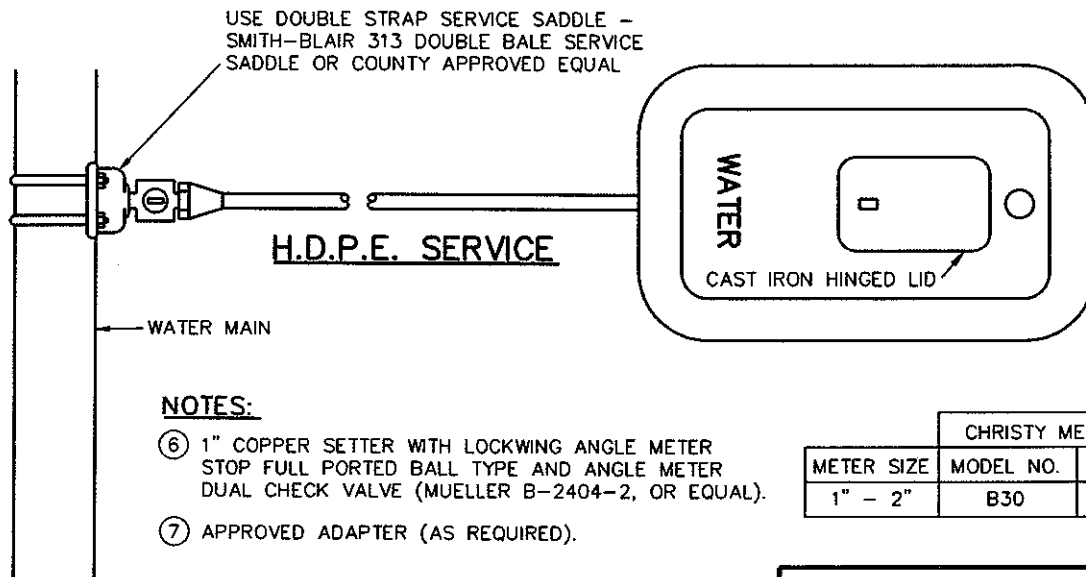 USE DOUBLE STRAP SERVICE SADDLE –
SMITH–BLAIR 313 DOUBLE BALE SERVICE
SADDLE OR COUNTY APPROVED EQUAL
WATER
H.D.P.E. SERVICE
CAST IRON HINGED LID
WATER MAIN
NOTES:
6 1" COPPER SETTER WITH LOCKWING ANGLE METER
STOP FULL PORTED BALL TYPE AND ANGLE METER
DUAL CHECK VALVE (MUELLER B–2404–2, OR EQUAL).
7 APPROVED ADAPTER (AS REQUIRED).
CHRISTY ME
METER SIZE MODEL NO.
1" – 2" B30